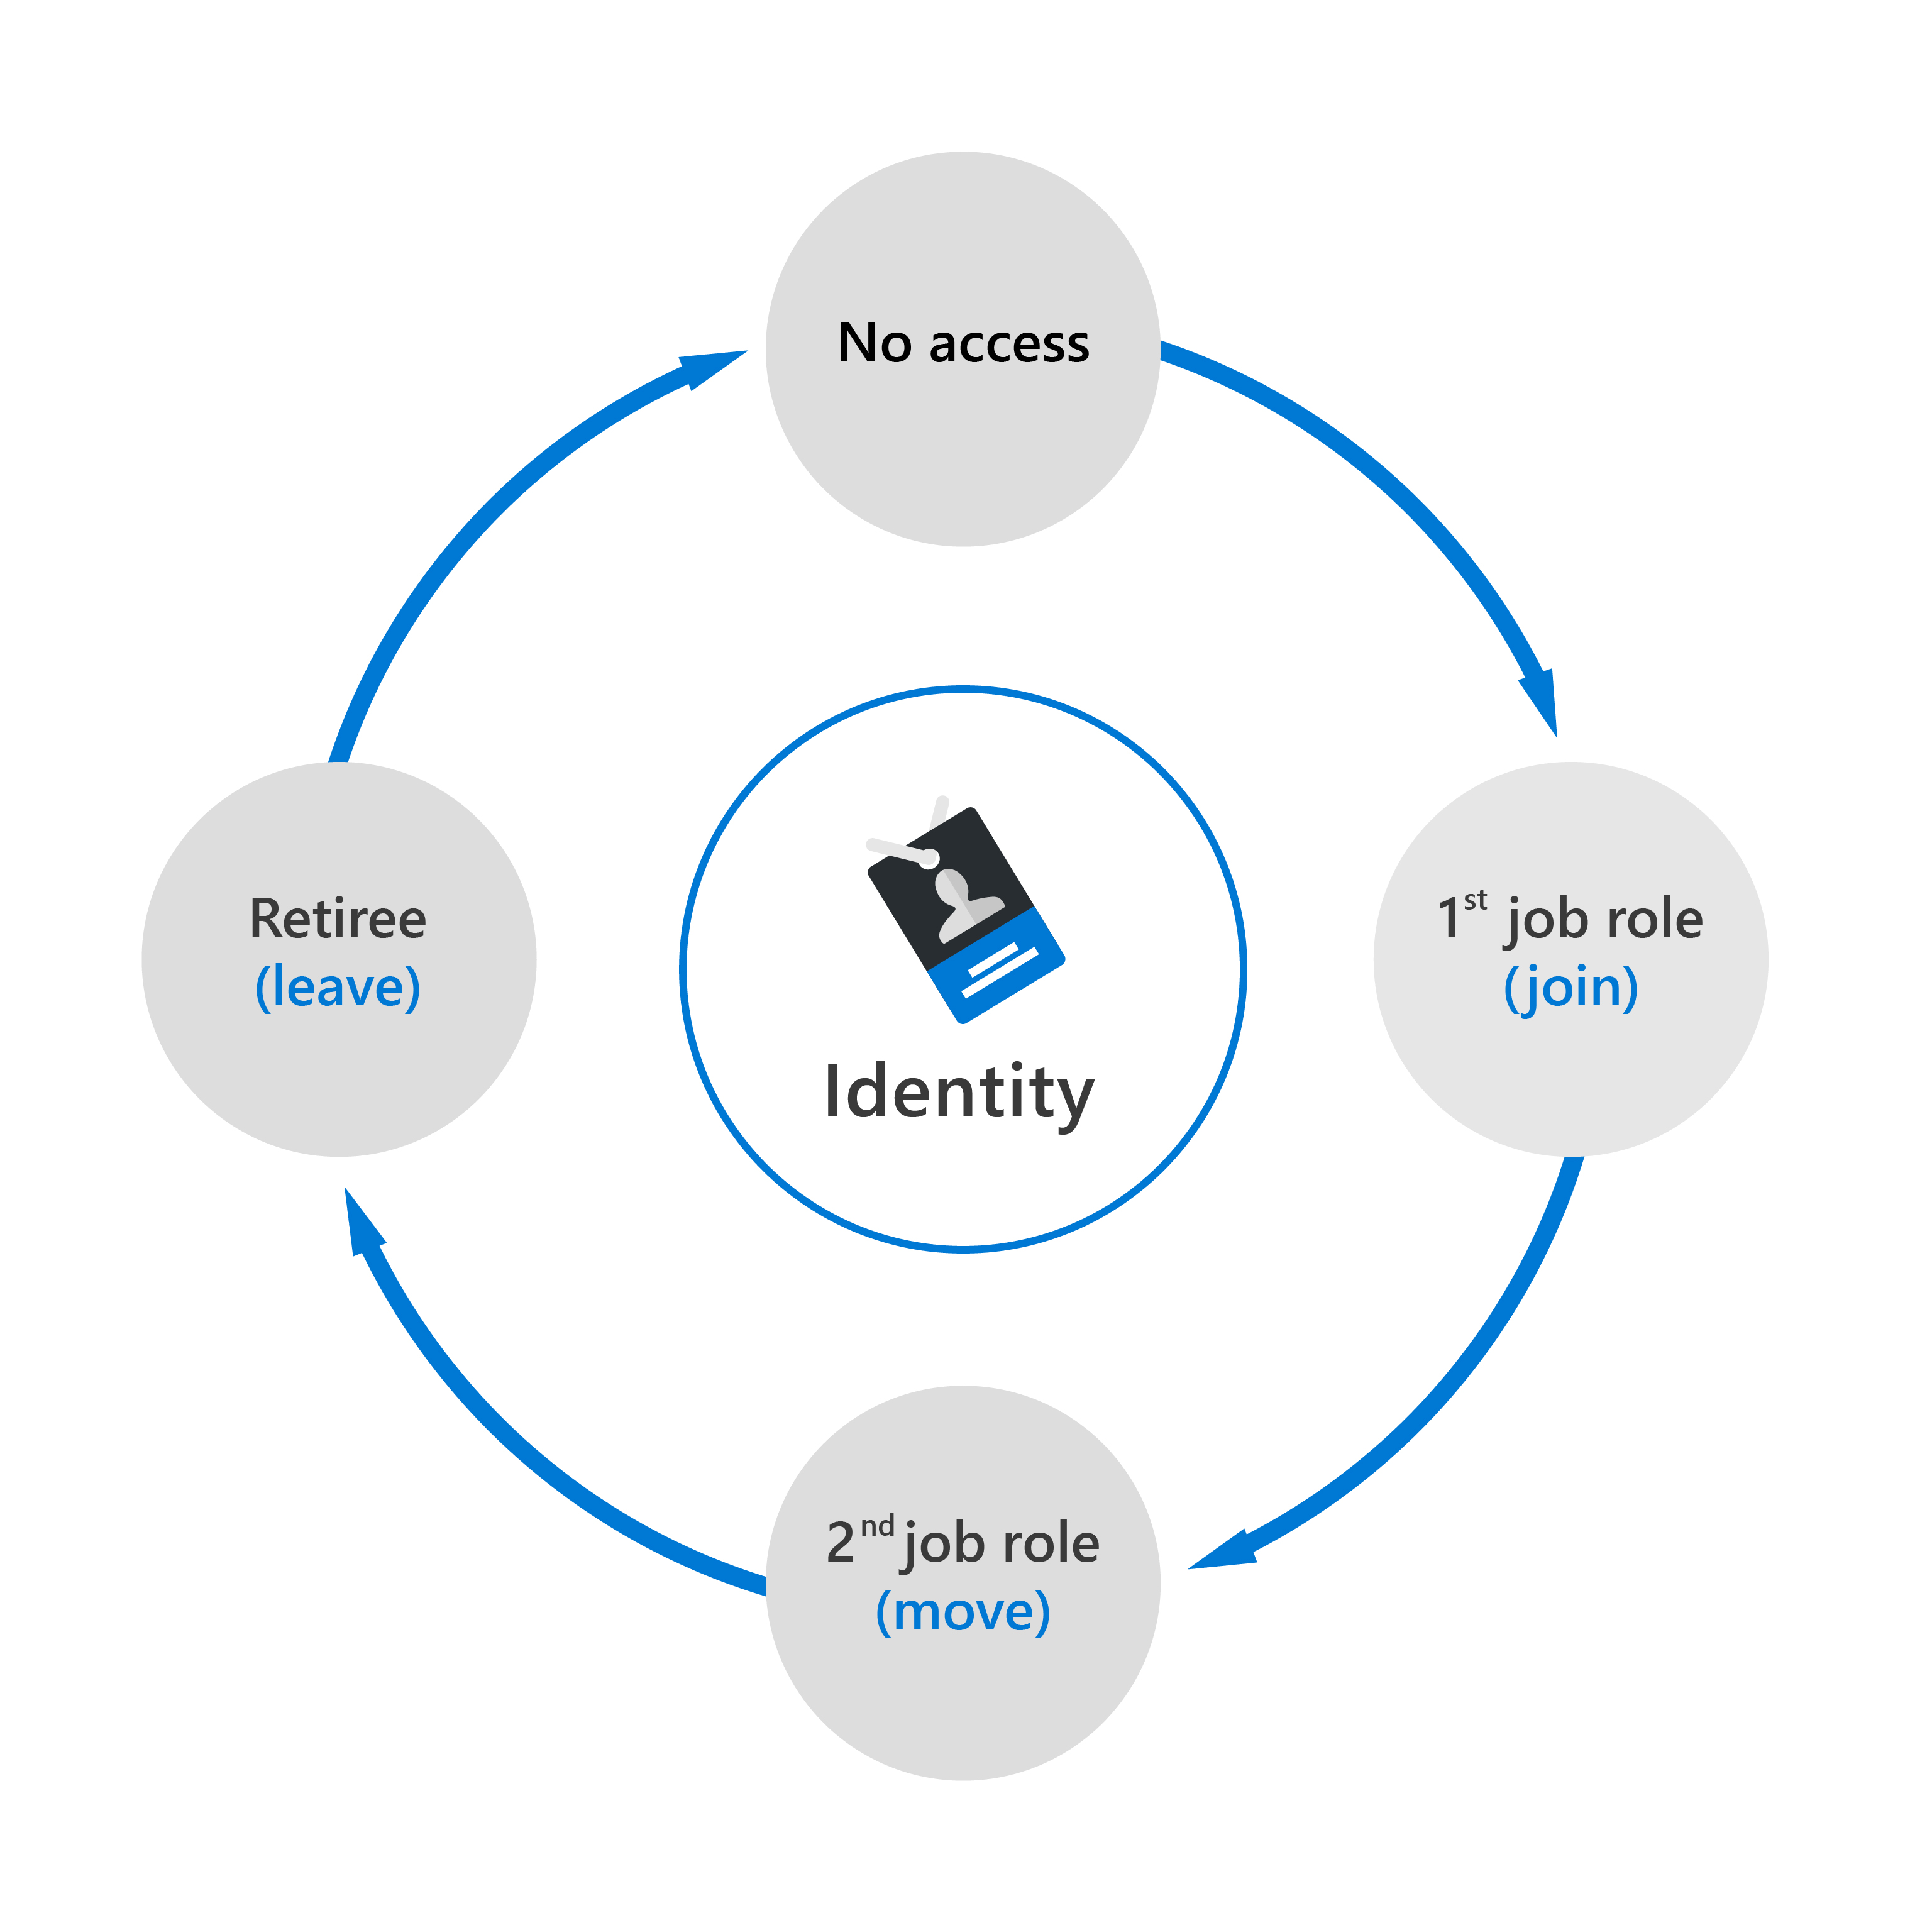 No access
1st job role
(join)
2nd job role
(move)
Retiree
(leave)
Identity